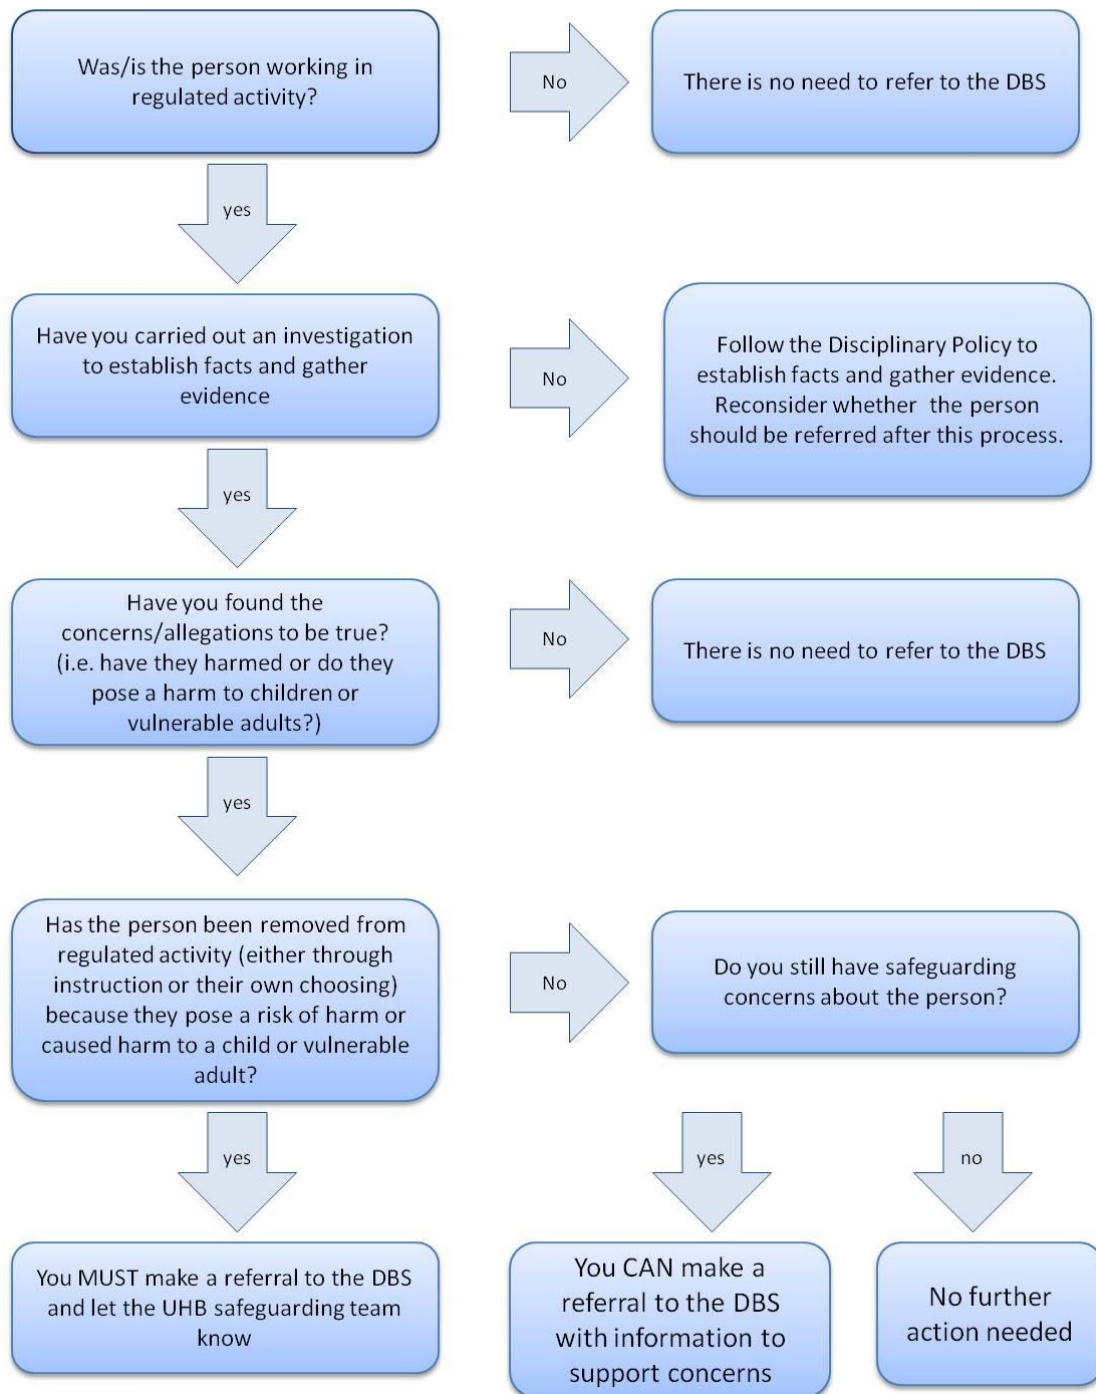 Was/is the person working in
regulated activity?
No
There is no need to refer to the DBS
yes
Have you carried out an investigation
to establish facts and gather
evidence
No
Follow the Disciplinary Policy to
establish facts and gather evidence.
Reconsider whether the person
should be referred after this process.
yes
Have you found the
concerns/allegations to be true?
(i.e. have they harmed or do they
pose a harm to children or
vulnerable adults?)
No
There is no need to refer to the DBS
yes
Has the person been removed from
regulated activity (either through
instruction or their own choosing)
because they pose a risk of harm or
caused harm to a child or vulnerable
adult?
No
Do you still have safeguarding
concerns about the person?
yes
yes
no
You MUST make a referral to the DBS
and let the UHB safeguarding team
know
You CAN make a
referral to the DBS
with information to
support concerns
No further
action needed